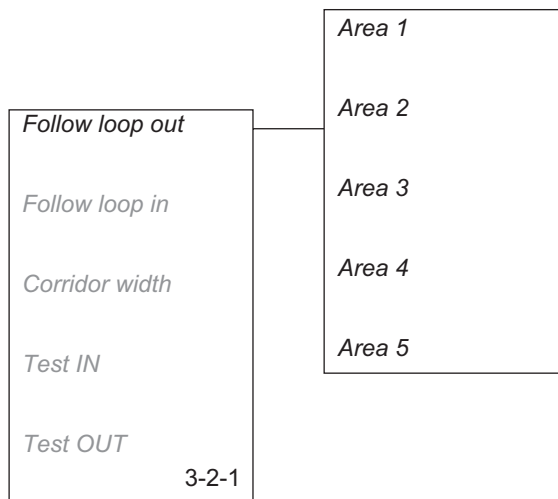 Follow loop out
Follow loop in
Corridor width
Test IN
Test OUT
3-2-1
Area 1
Area 2
Area 3
Area 4
Area 5